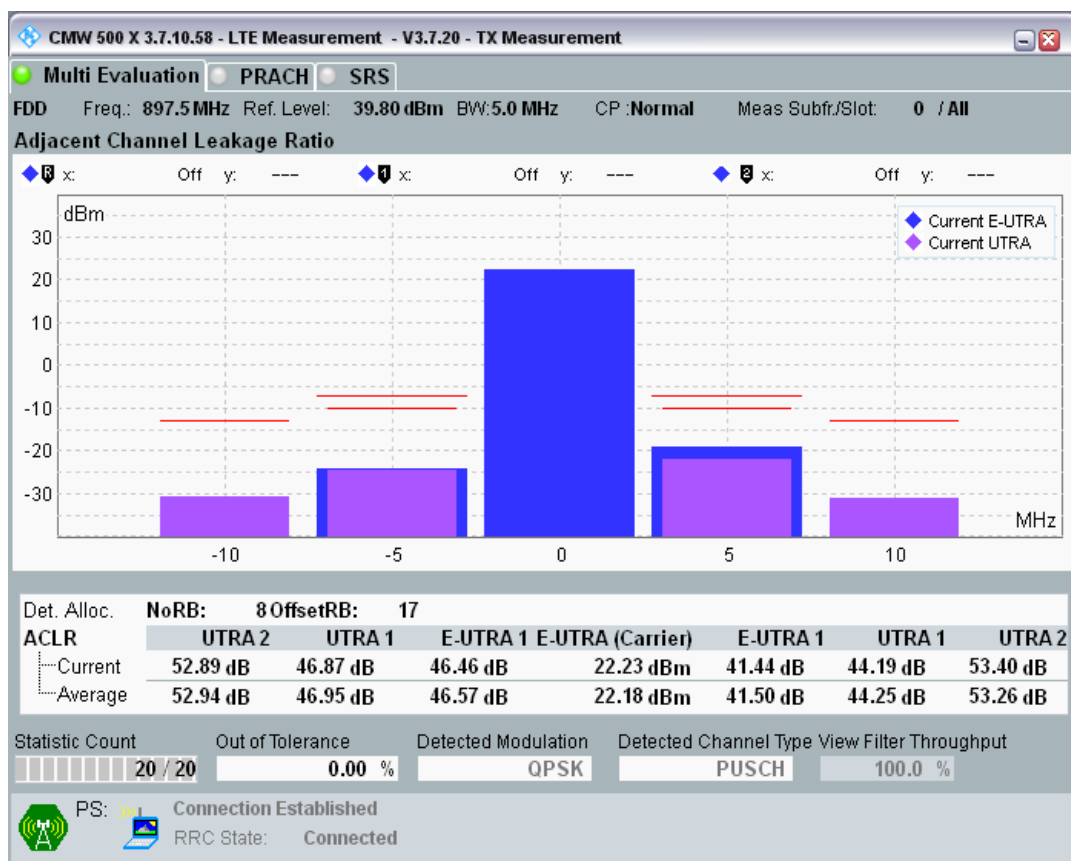 CMW 500 X 3.7.10.58 - LTE Measurement - V3.7.20 - TX Measurement
Multi Evaluation PRACH SRS
FDD Freq.: 897.5 MHz Ref. Level: 39.80 dBm BW:5.0 MHz CP :Normal Meas Subfr./Slot: 0 / All
Adjacent Channel Leakage Ratio
R x: Off y: --- 1 x: Off y: --- 2 x: Off y: ---
dBm
Current E-UTRA
Current UTRA
30
20
10
0
-10
-20
-30
MHz
-10 -5 0 5 10
Det. Alloc. NoRB: 8 OffsetRB: 17
ACLR UTRA 2 UTRA 1 E-UTRA 1 E-UTRA (Carrier) E-UTRA 1 UTRA 1 UTRA 2
Current 52.89 dB 46.87 dB 46.46 dB 22.23 dBm 41.44 dB 44.19 dB 53.40 dB
Average 52.94 dB 46.95 dB 46.57 dB 22.18 dBm 41.50 dB 44.25 dB 53.26 dB
Statistic Count Out of Tolerance Detected Modulation Detected Channel Type View Filter Throughput
20 / 20 0.00 % QPSK PUSCH 100.0 %
PS: Connection Established
RRC State: Connected